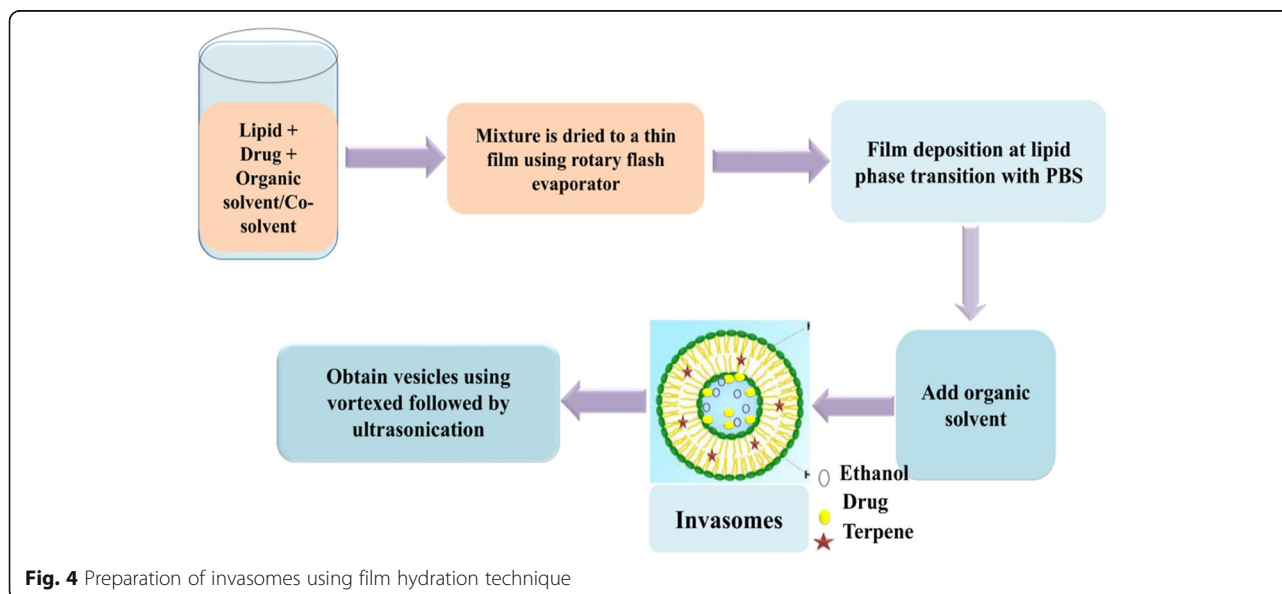 Lipid +
Drug +
Organic
solvent/Co-
solvent
Mixture is dried to a thin
film using rotary flash
evaporator
Film deposition at lipid
phase transition with PBS
Add organic
solvent
Invasomes
Ethanol
Drug
Terpene
Obtain vesicles using
vortexed followed by
ultrasonication
Fig. 4 Preparation of invasomes using film hydration technique